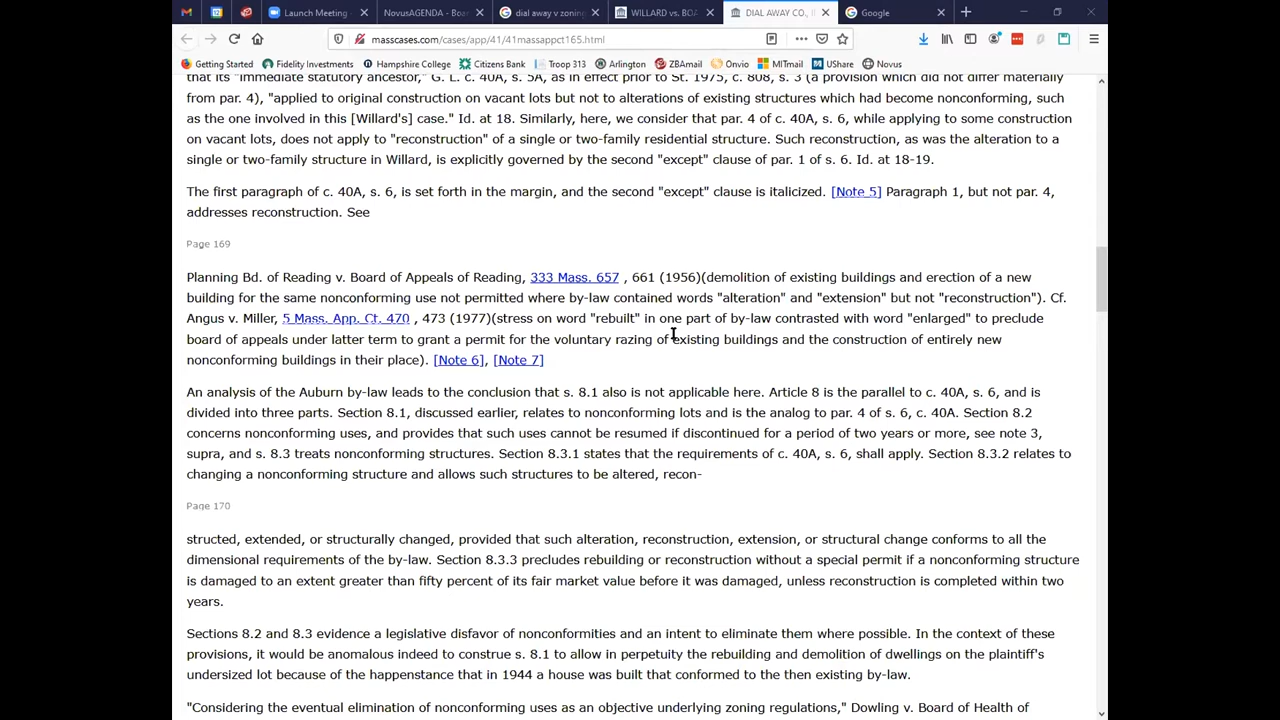 Launch Meeting -
NovusAGENDA - Boar
dial away v zoning
WILLARD vs. BOA
DIAL AWAY CO., I
Google
masscases.com/cases/app/41/41massappct165.html
Getting Started
Fidelity Investments
Hampshire College
Citizens Bank
Troop 313
Arlington
ZBAmail
Onvio
MITmail
UShare
Novus
that its "immediate statutory ancestor," G. L. c. 40A, s. 5A, as in effect prior to St. 1975, c. 808, s. 3 (a provision which did not differ materially
from par. 4), "applied to original construction on vacant lots but not to alterations of existing structures which had become nonconforming, such
as the one involved in this [Willard's] case." Id. at 18. Similarly, here, we consider that par. 4 of c. 40A, s. 6, while applying to some construction
on vacant lots, does not apply to "reconstruction" of a single or two-family residential structure. Such reconstruction, as was the alteration to a
single or two-family structure in Willard, is explicitly governed by the second "except" clause of par. 1 of s. 6. Id. at 18-19.
The first paragraph of c. 40A, s. 6, is set forth in the margin, and the second "except" clause is italicized. [Note 5] Paragraph 1, but not par. 4,
addresses reconstruction. See
Page 169
Planning Bd. of Reading v. Board of Appeals of Reading, 333 Mass. 657 , 661 (1956)(demolition of existing buildings and erection of a new
building for the same nonconforming use not permitted where by-law contained words "alteration" and "extension" but not "reconstruction"). Cf.
Angus v. Miller, 5 Mass. App. Ct. 470 , 473 (1977)(stress on word "rebuilt" in one part of by-law contrasted with word "enlarged" to preclude
board of appeals under latter term to grant a permit for the voluntary razing of existing buildings and the construction of entirely new
nonconforming buildings in their place). [Note 6], [Note 7]
An analysis of the Auburn by-law leads to the conclusion that s. 8.1 also is not applicable here. Article 8 is the parallel to c. 40A, s. 6, and is
divided into three parts. Section 8.1, discussed earlier, relates to nonconforming lots and is the analog to par. 4 of s. 6, c. 40A. Section 8.2
concerns nonconforming uses, and provides that such uses cannot be resumed if discontinued for a period of two years or more, see note 3,
supra, and s. 8.3 treats nonconforming structures. Section 8.3.1 states that the requirements of c. 40A, s. 6, shall apply. Section 8.3.2 relates to
changing a nonconforming structure and allows such structures to be altered, recon-
Page 170
structed, extended, or structurally changed, provided that such alteration, reconstruction, extension, or structural change conforms to all the
dimensional requirements of the by-law. Section 8.3.3 precludes rebuilding or reconstruction without a special permit if a nonconforming structure
is damaged to an extent greater than fifty percent of its fair market value before it was damaged, unless reconstruction is completed within two
years.
Sections 8.2 and 8.3 evidence a legislative disfavor of nonconformities and an intent to eliminate them where possible. In the context of these
provisions, it would be anomalous indeed to construe s. 8.1 to allow in perpetuity the rebuilding and demolition of dwellings on the plaintiff's
undersized lot because of the happenstance that in 1944 a house was built that conformed to the then existing by-law.
"Considering the eventual elimination of nonconforming uses as an objective underlying zoning regulations," Dowling v. Board of Health of